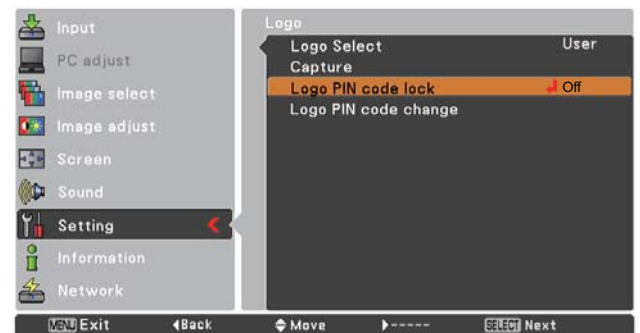 Input
PC adjust
Image select
Image adjust
Screen
Sound
Setting
Information
Network
Logo
Logo Select User
Capture
Logo PIN code lock Off
Logo PIN code change
MENU Exit Back Move ----- SELECT Next